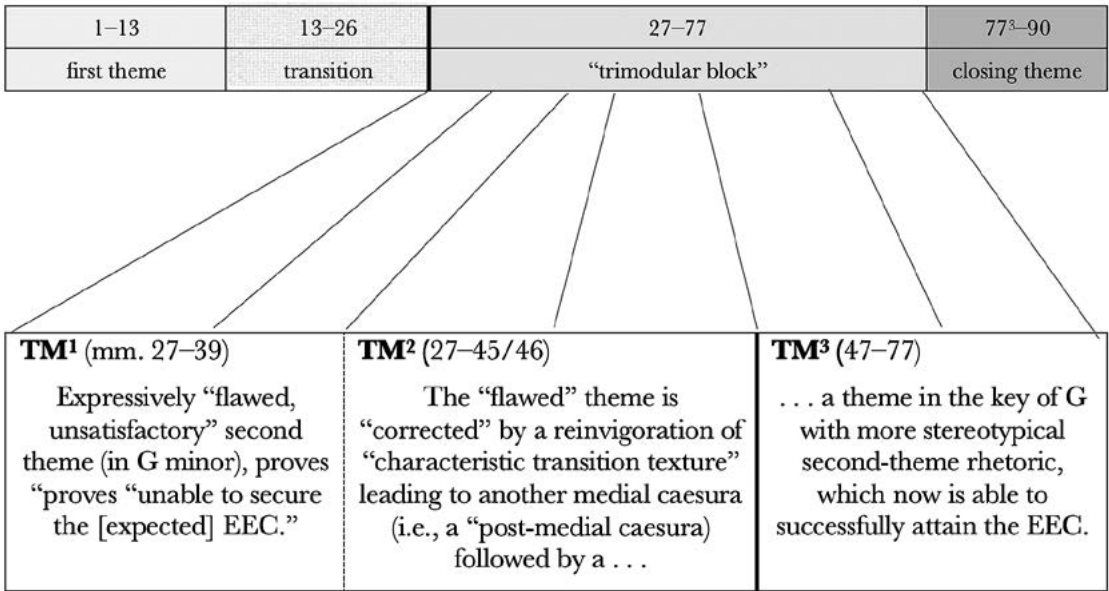 1–13 13–26 27–77 77³–90
first theme transition “trimodular block” closing theme
TM¹ (mm. 27–39)
Expressively “flawed,
unsatisfactory” second
theme (in G minor), proves
“proves “unable to secure
the [expected] EEC.”
TM² (27–45/46)
The “flawed” theme is
“corrected” by a reinvigoration of
“characteristic transition texture”
leading to another medial caesura
(i.e., a “post-medial caesura)
followed by a . . .
TM³ (47–77)
. . . a theme in the key of G
with more stereotypical
second-theme rhetoric,
which now is able to
successfully attain the EEC.